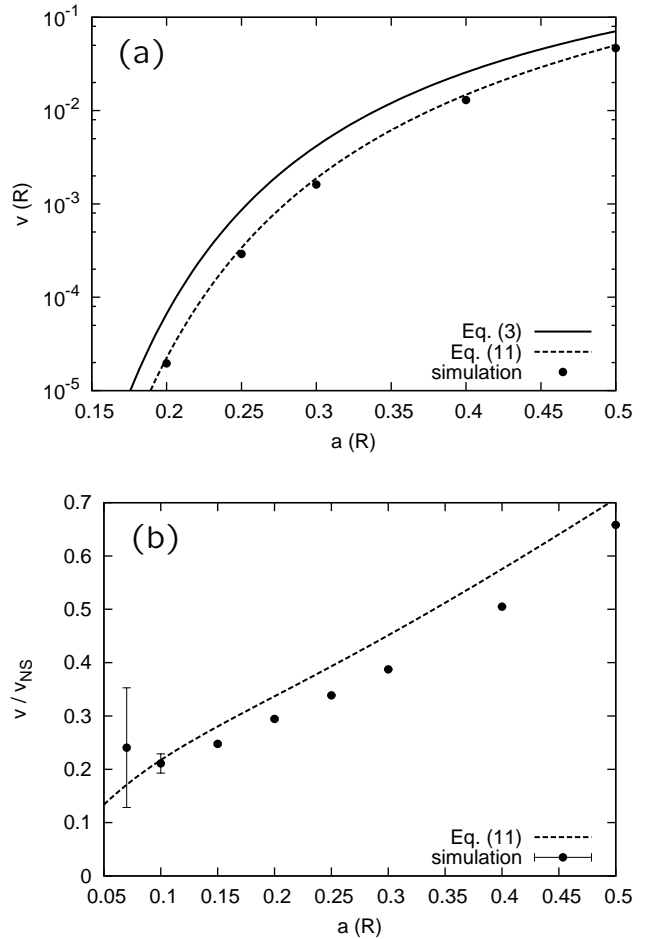 (a)
10^-1
10^-2
10^-3
10^-4
10^-5
v (R)
Eq. (3)
Eq. (11)
simulation
0.15 0.2 0.25 0.3 0.35 0.4 0.45 0.5
a (R)
(b)
0.7
0.6
0.5
0.4
0.3
0.2
0.1
0
v / v_NS
Eq. (11)
simulation
0.05 0.1 0.15 0.2 0.25 0.3 0.35 0.4 0.45 0.5
a (R)